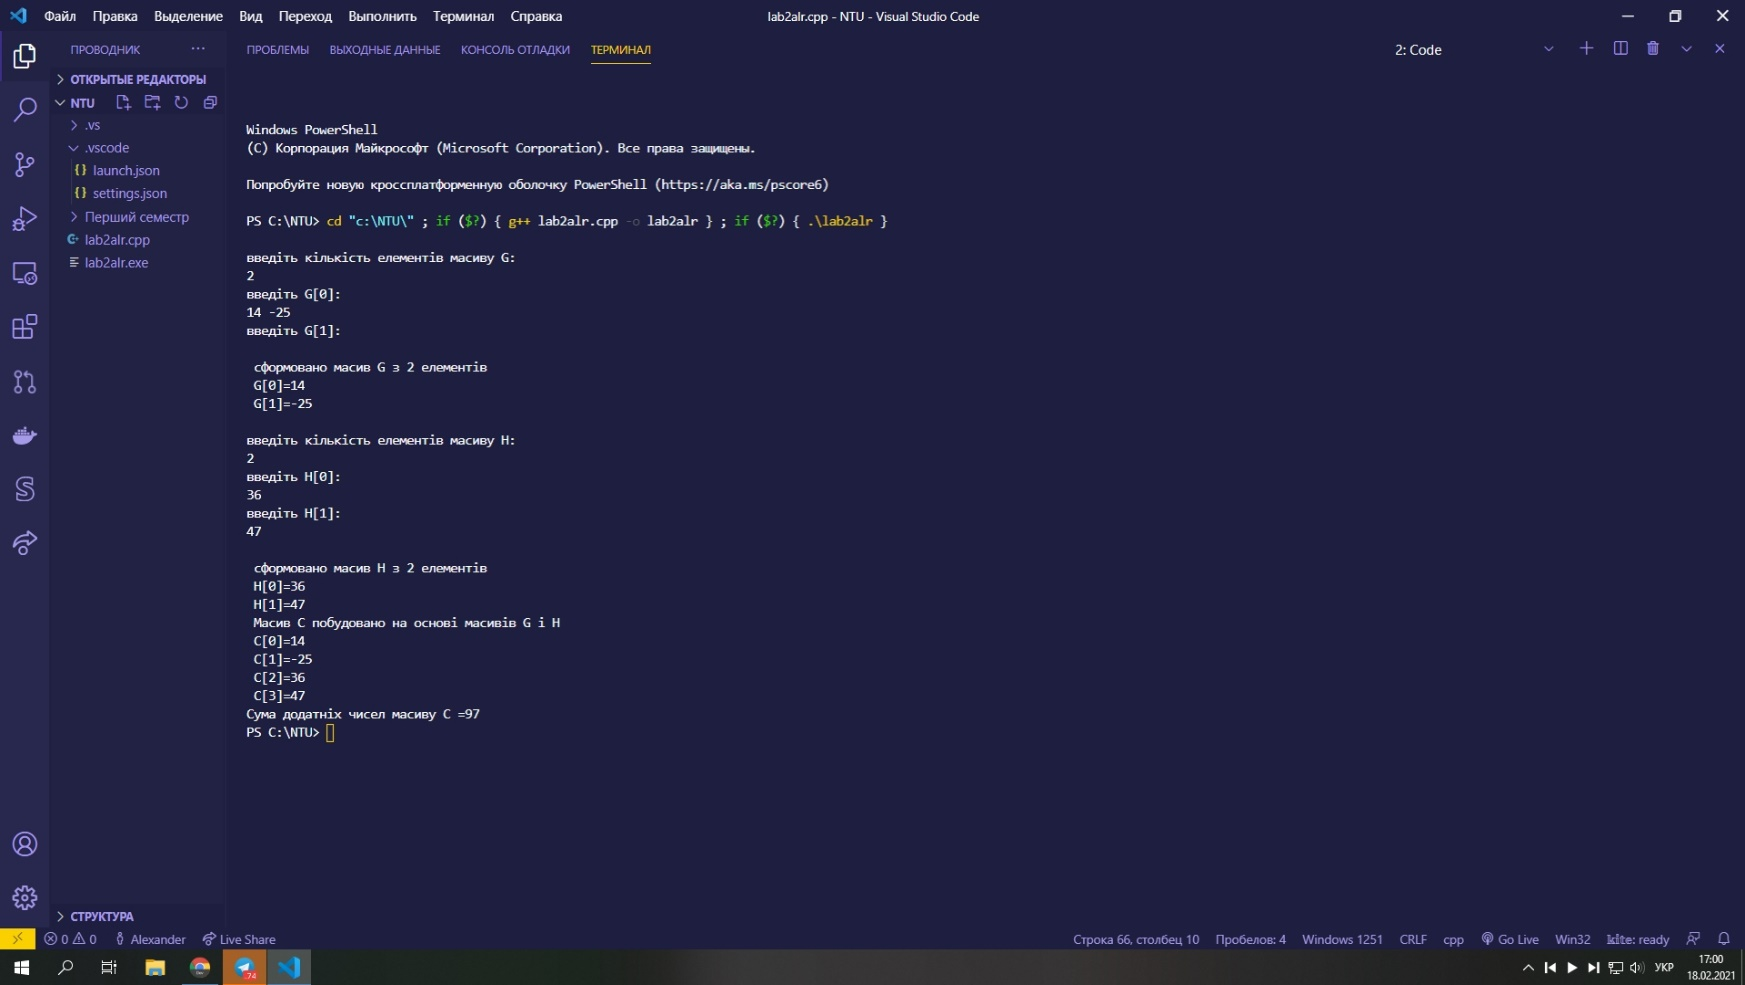 Файл Правка Выделение Вид Переход Выполнить Терминал Справка lab2alr.cpp - NTU - Visual Studio Code
ПРОВОДНИК ··· ПРОБЛЕМЫ ВЫХОДНЫЕ ДАННЫЕ КОНСОЛЬ ОТЛАДКИ ТЕРМИНАЛ 2: Code
ОТКРЫТЫЕ РЕДАКТОРЫ
NTU
.vs
.vscode
{} launch.json
{} settings.json
Перший семестр
lab2alr.cpp
lab2alr.exe
СТРУКТУРА
Windows PowerShell
(C) Корпорация Майкрософт (Microsoft Corporation). Все права защищены.
Попробуйте новую кроссплатформенную оболочку PowerShell (https://aka.ms/pscore6)
PS C:\NTU> cd "c:\NTU\" ; if ($?) { g++ lab2alr.cpp -o lab2alr } ; if ($?) { .\lab2alr }
введіть кількість елементів масиву G:
2
введіть G[0]:
14 -25
введіть G[1]:
сформовано масив G з 2 елементів
G[0]=14
G[1]=-25
введіть кількість елементів масиву H:
2
введіть H[0]:
36
введіть H[1]:
47
сформовано масив H з 2 елементів
H[0]=36
H[1]=47
Масив C побудовано на основі масивів G і H
C[0]=14
C[1]=-25
C[2]=36
C[3]=47
Сума додатніх чисел масиву C =97
PS C:\NTU>
0 0 Alexander Live Share Строка 66, столбец 10 Пробелов: 4 Windows 1251 CRLF cpp Go Live Win32 kite: ready
74 УКР 17:00
18.02.2021